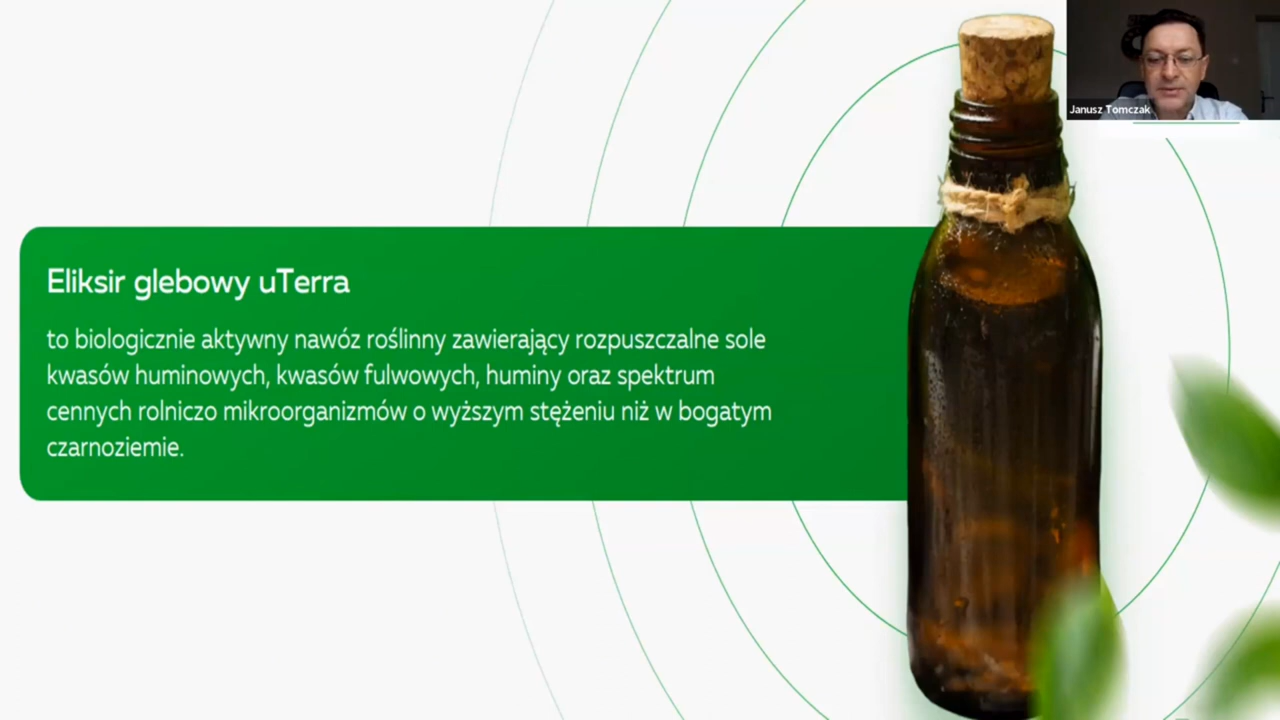 Janusz Tomczak
Eliksir glebowy uTerra
to biologicznie aktywny nawóz roślinny zawierający rozpuszczalne sole
kwasów huminowych, kwasów fulwowych, huminy oraz spektrum
cennych rolniczo mikroorganizmów o wyższym stężeniu niż w bogatym
czarnoziemie.